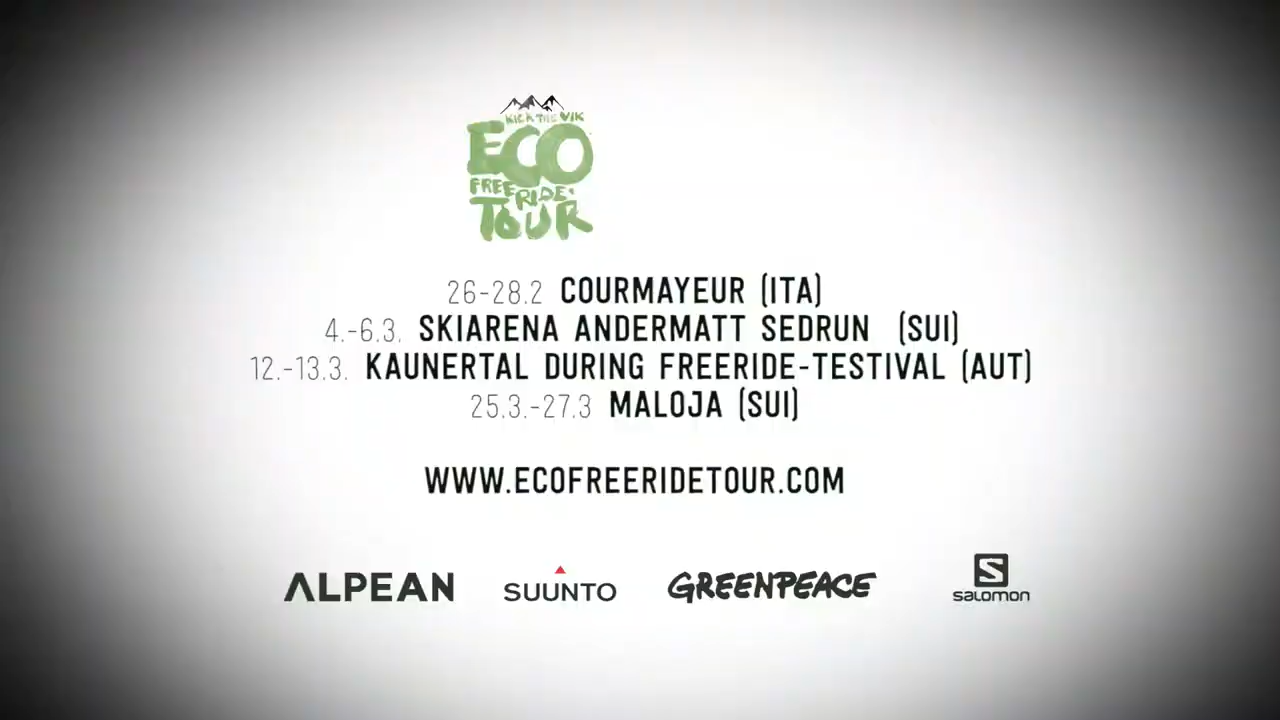 KICK THE VIK
ECO
FREERIDE
TOUR
26-28.2 COURMAYEUR (ITA)
4.-6.3. SKIARENA ANDERMATT SEDRUN (SUI)
12.-13.3. KAUNERTAL DURING FREERIDE-TESTIVAL (AUT)
25.3.-27.3 MALOJA (SUI)
WWW.ECOFREERIDETOUR.COM
ALPEAN SUUNTO GREENPEACE S SALOMON